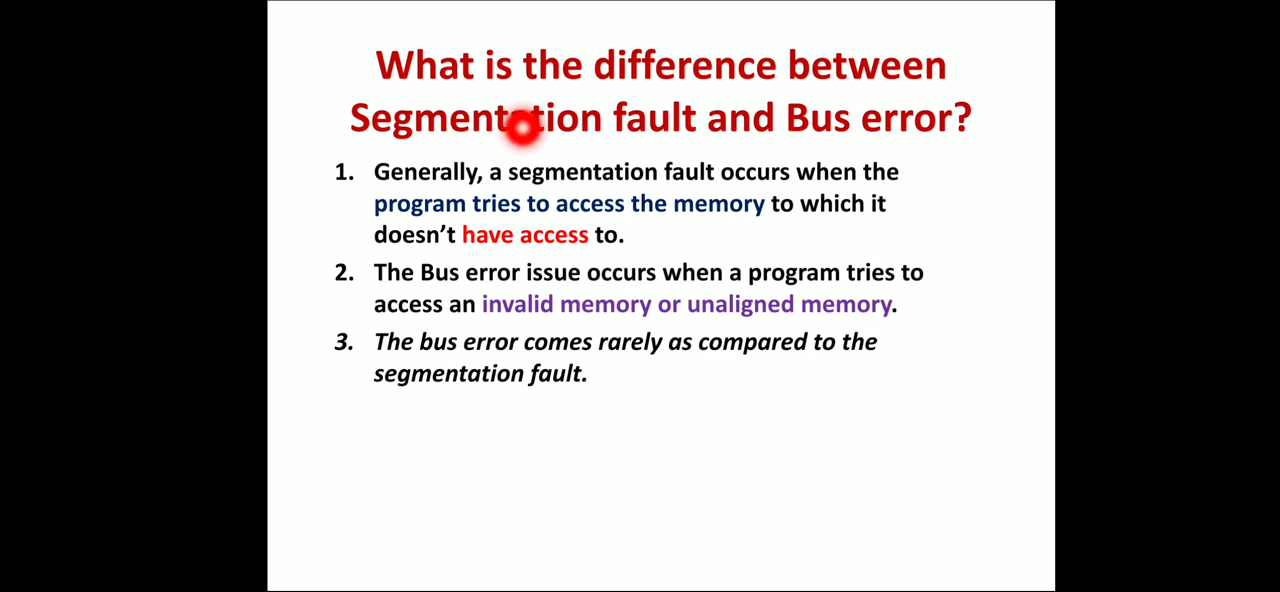 What is the difference between
Segmentation fault and Bus error?
1. Generally, a segmentation fault occurs when the
program tries to access the memory to which it
doesn’t have access to.
2. The Bus error issue occurs when a program tries to
access an invalid memory or unaligned memory.
3. The bus error comes rarely as compared to the
segmentation fault.